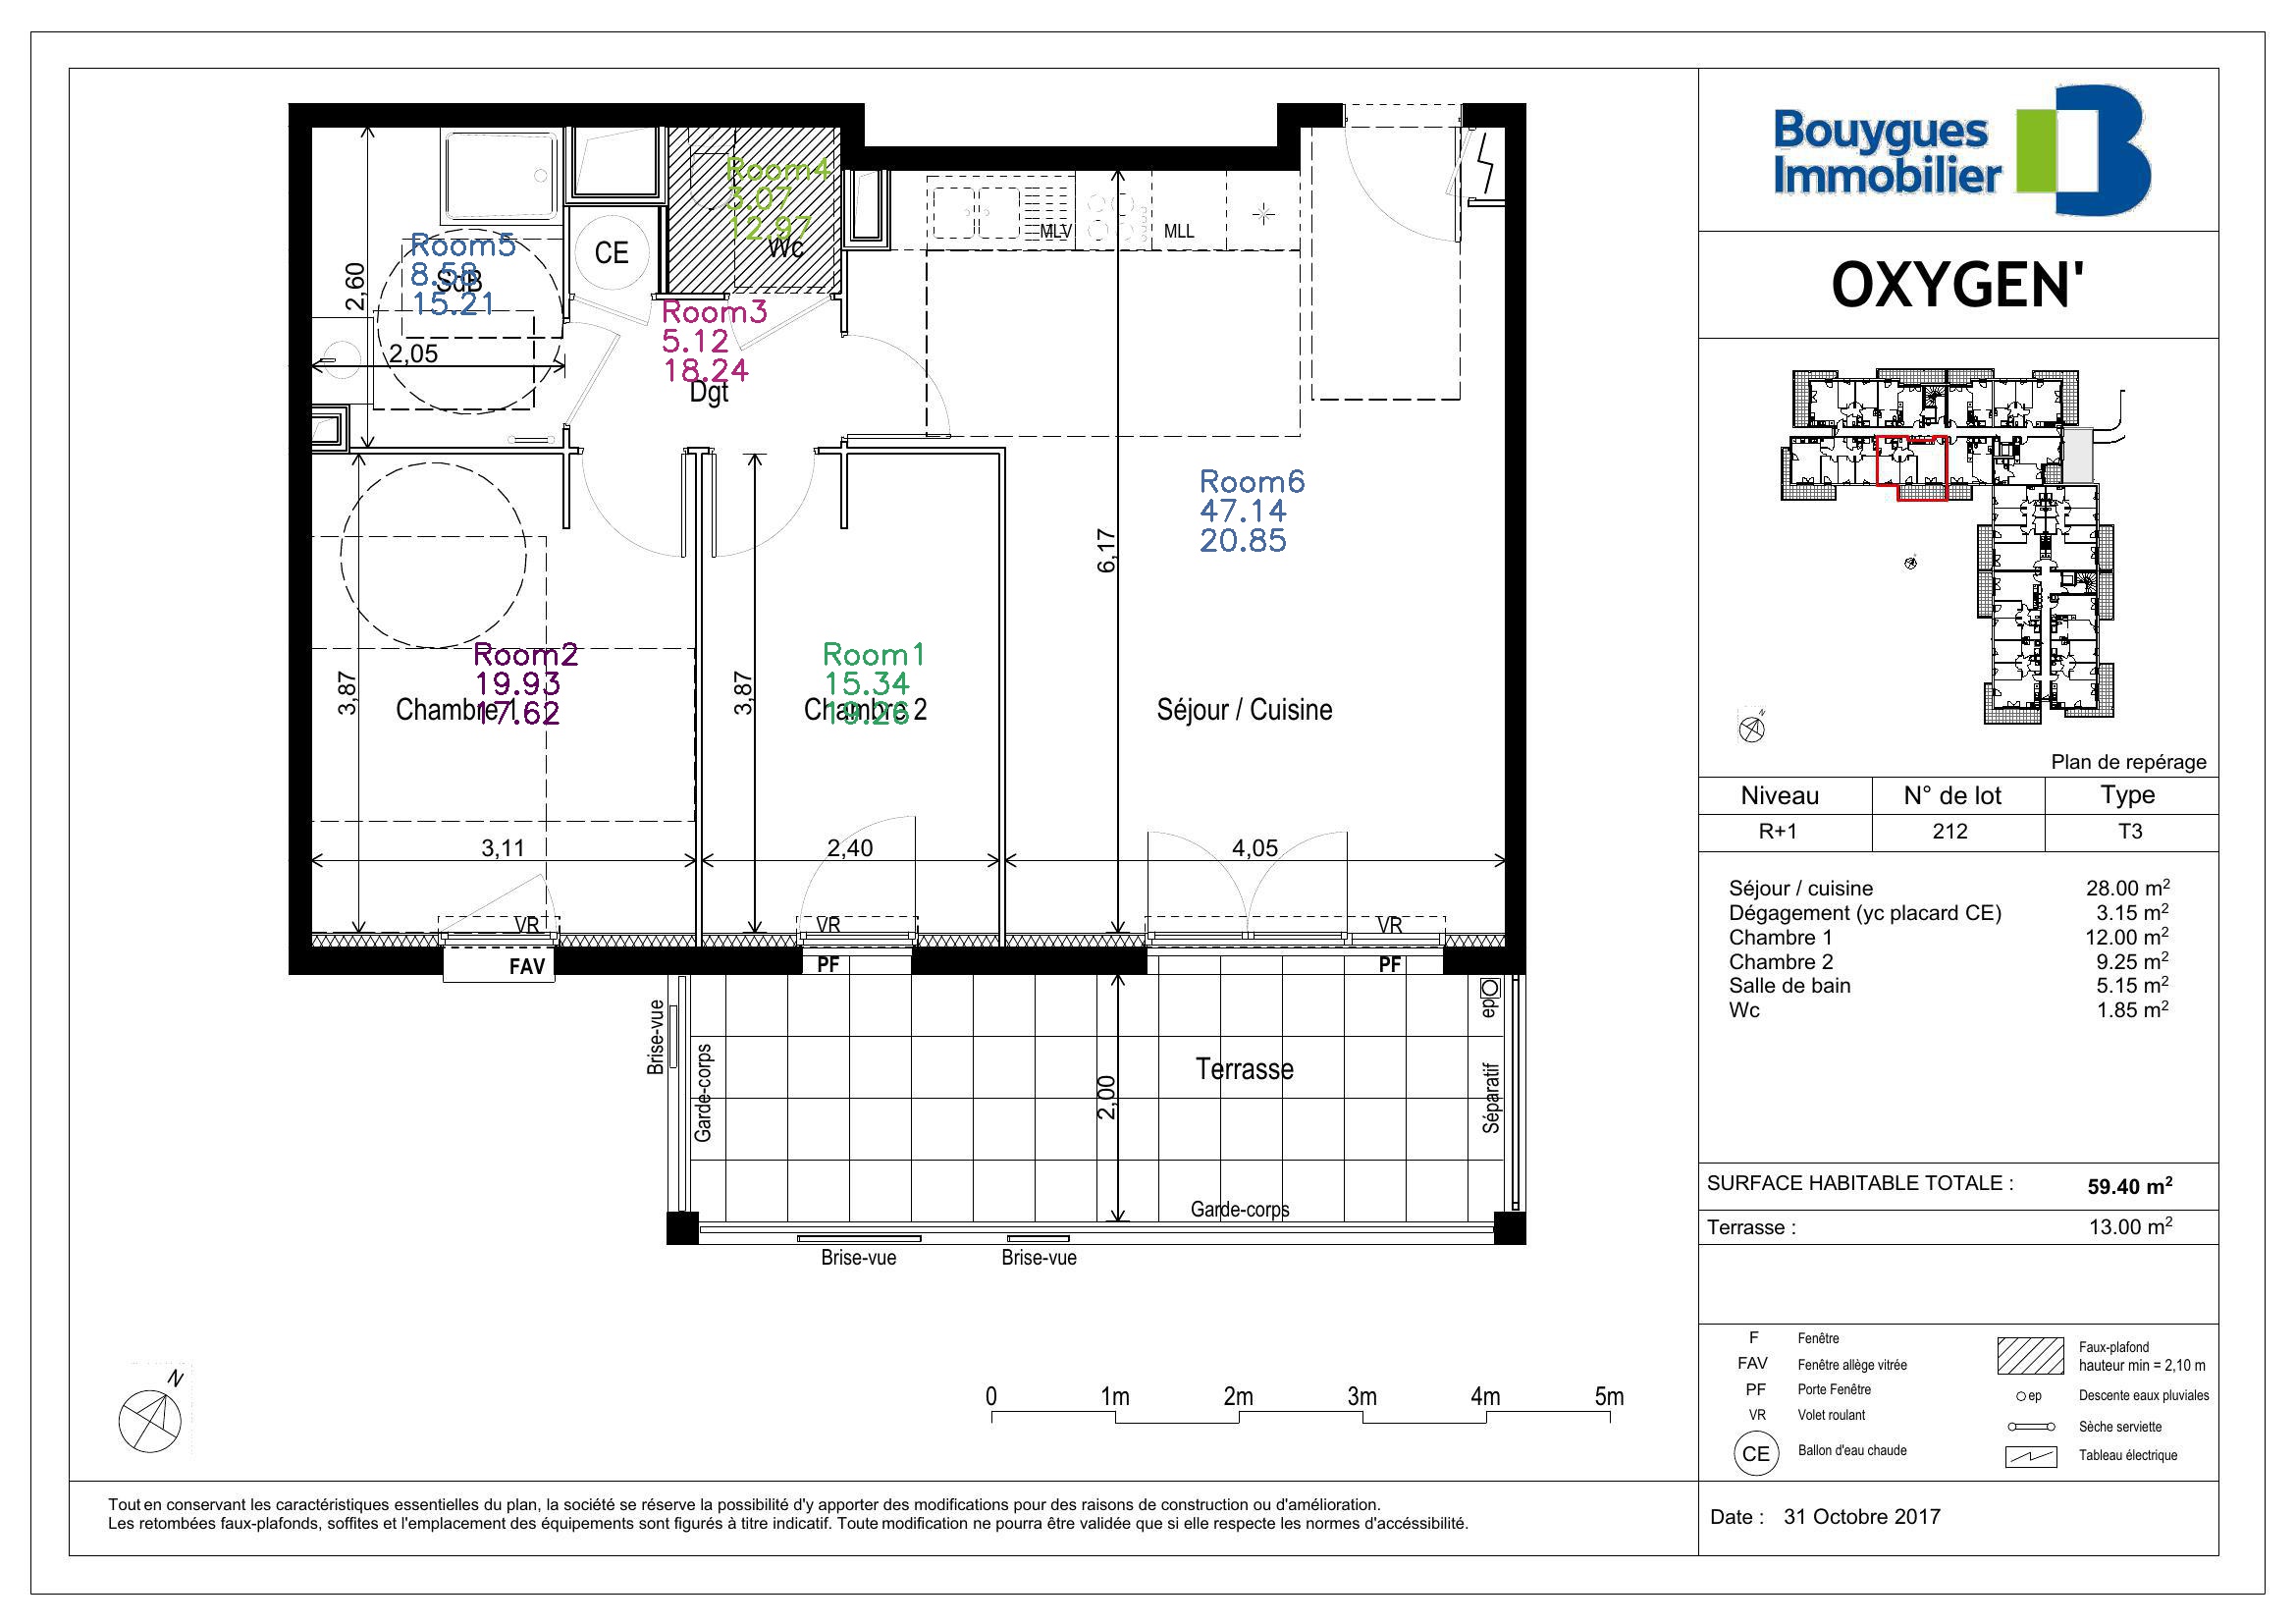 Bouygues
Immobilier
OXYGEN'
Room4
3.07
12.97
Wc
CE
Room5
8.58
SdB
15.21
2,60
2,05
MLV
MLL
Room3
5.12
18.24
Dgt
Room6
47.14
20.85
6,17
Room2
19.93
17.62
Chambre 1
3,87
Room1
15.34
19.26
Chambre 2
3,87
Séjour / Cuisine
3,11
2,40
4,05
VR
VR
VR
FAV
PF
PF
Brise-vue
Garde-corps
2,00
Terrasse
ep
Séparatif
Garde-corps
Brise-vue
Brise-vue
N
0 1m 2m 3m 4m 5m
N
Plan de repérage
Niveau N° de lot Type
R+1 212 T3
Séjour / cuisine 28.00 m²
Dégagement (yc placard CE) 3.15 m²
Chambre 1 12.00 m²
Chambre 2 9.25 m²
Salle de bain 5.15 m²
Wc 1.85 m²
SURFACE HABITABLE TOTALE : 59.40 m²
Terrasse : 13.00 m²
F Fenêtre
FAV Fenêtre allège vitrée
PF Porte Fenêtre
VR Volet roulant
CE Ballon d'eau chaude
Faux-plafond
hauteur min = 2,10 m
ep Descente eaux pluviales
Sèche serviette
Tableau électrique
Tout en conservant les caractéristiques essentielles du plan, la société se réserve la possibilité d'y apporter des modifications pour des raisons de construction ou d'amélioration.
Les retombées faux-plafonds, soffites et l'emplacement des équipements sont figurés à titre indicatif. Toute modification ne pourra être validée que si elle respecte les normes d'accéssibilité.
Date : 31 Octobre 2017